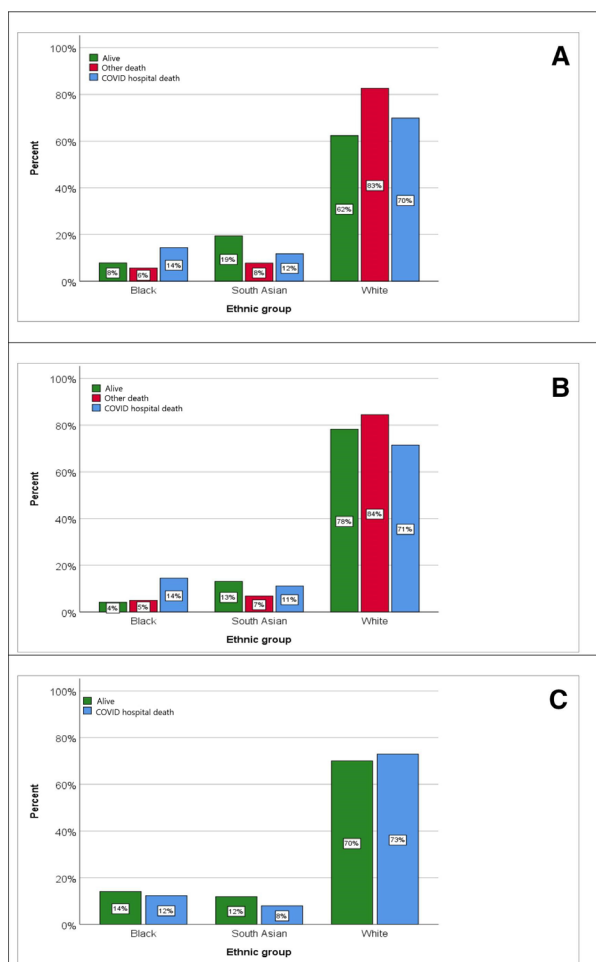 A
Alive
Other death
COVID hospital death
100%
80%
60%
40%
20%
0%
Percent
8%
6%
14%
19%
8%
12%
62%
83%
70%
Black South Asian White
Ethnic group
B
Alive
Other death
COVID hospital death
100%
80%
60%
40%
20%
0%
Percent
4%
5%
14%
13%
7%
11%
78%
84%
71%
Black South Asian White
Ethnic group
C
Alive
COVID hospital death
100%
80%
60%
40%
20%
0%
Percent
14%
12%
12%
8%
70%
73%
Black South Asian White
Ethnic group